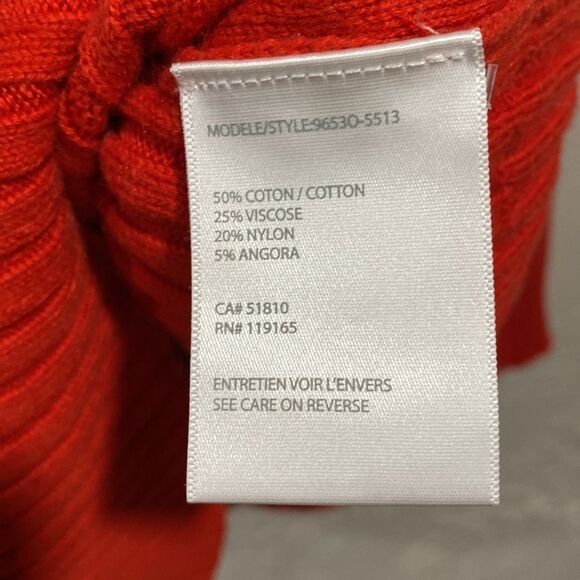 MODELE/STYLE:9653O-5513
50% COTON / COTTON
25% VISCOSE
20% NYLON
5% ANGORA
CA# 51810
RN# 119165
ENTRETIEN VOIR L'ENVERS
SEE CARE ON REVERSE